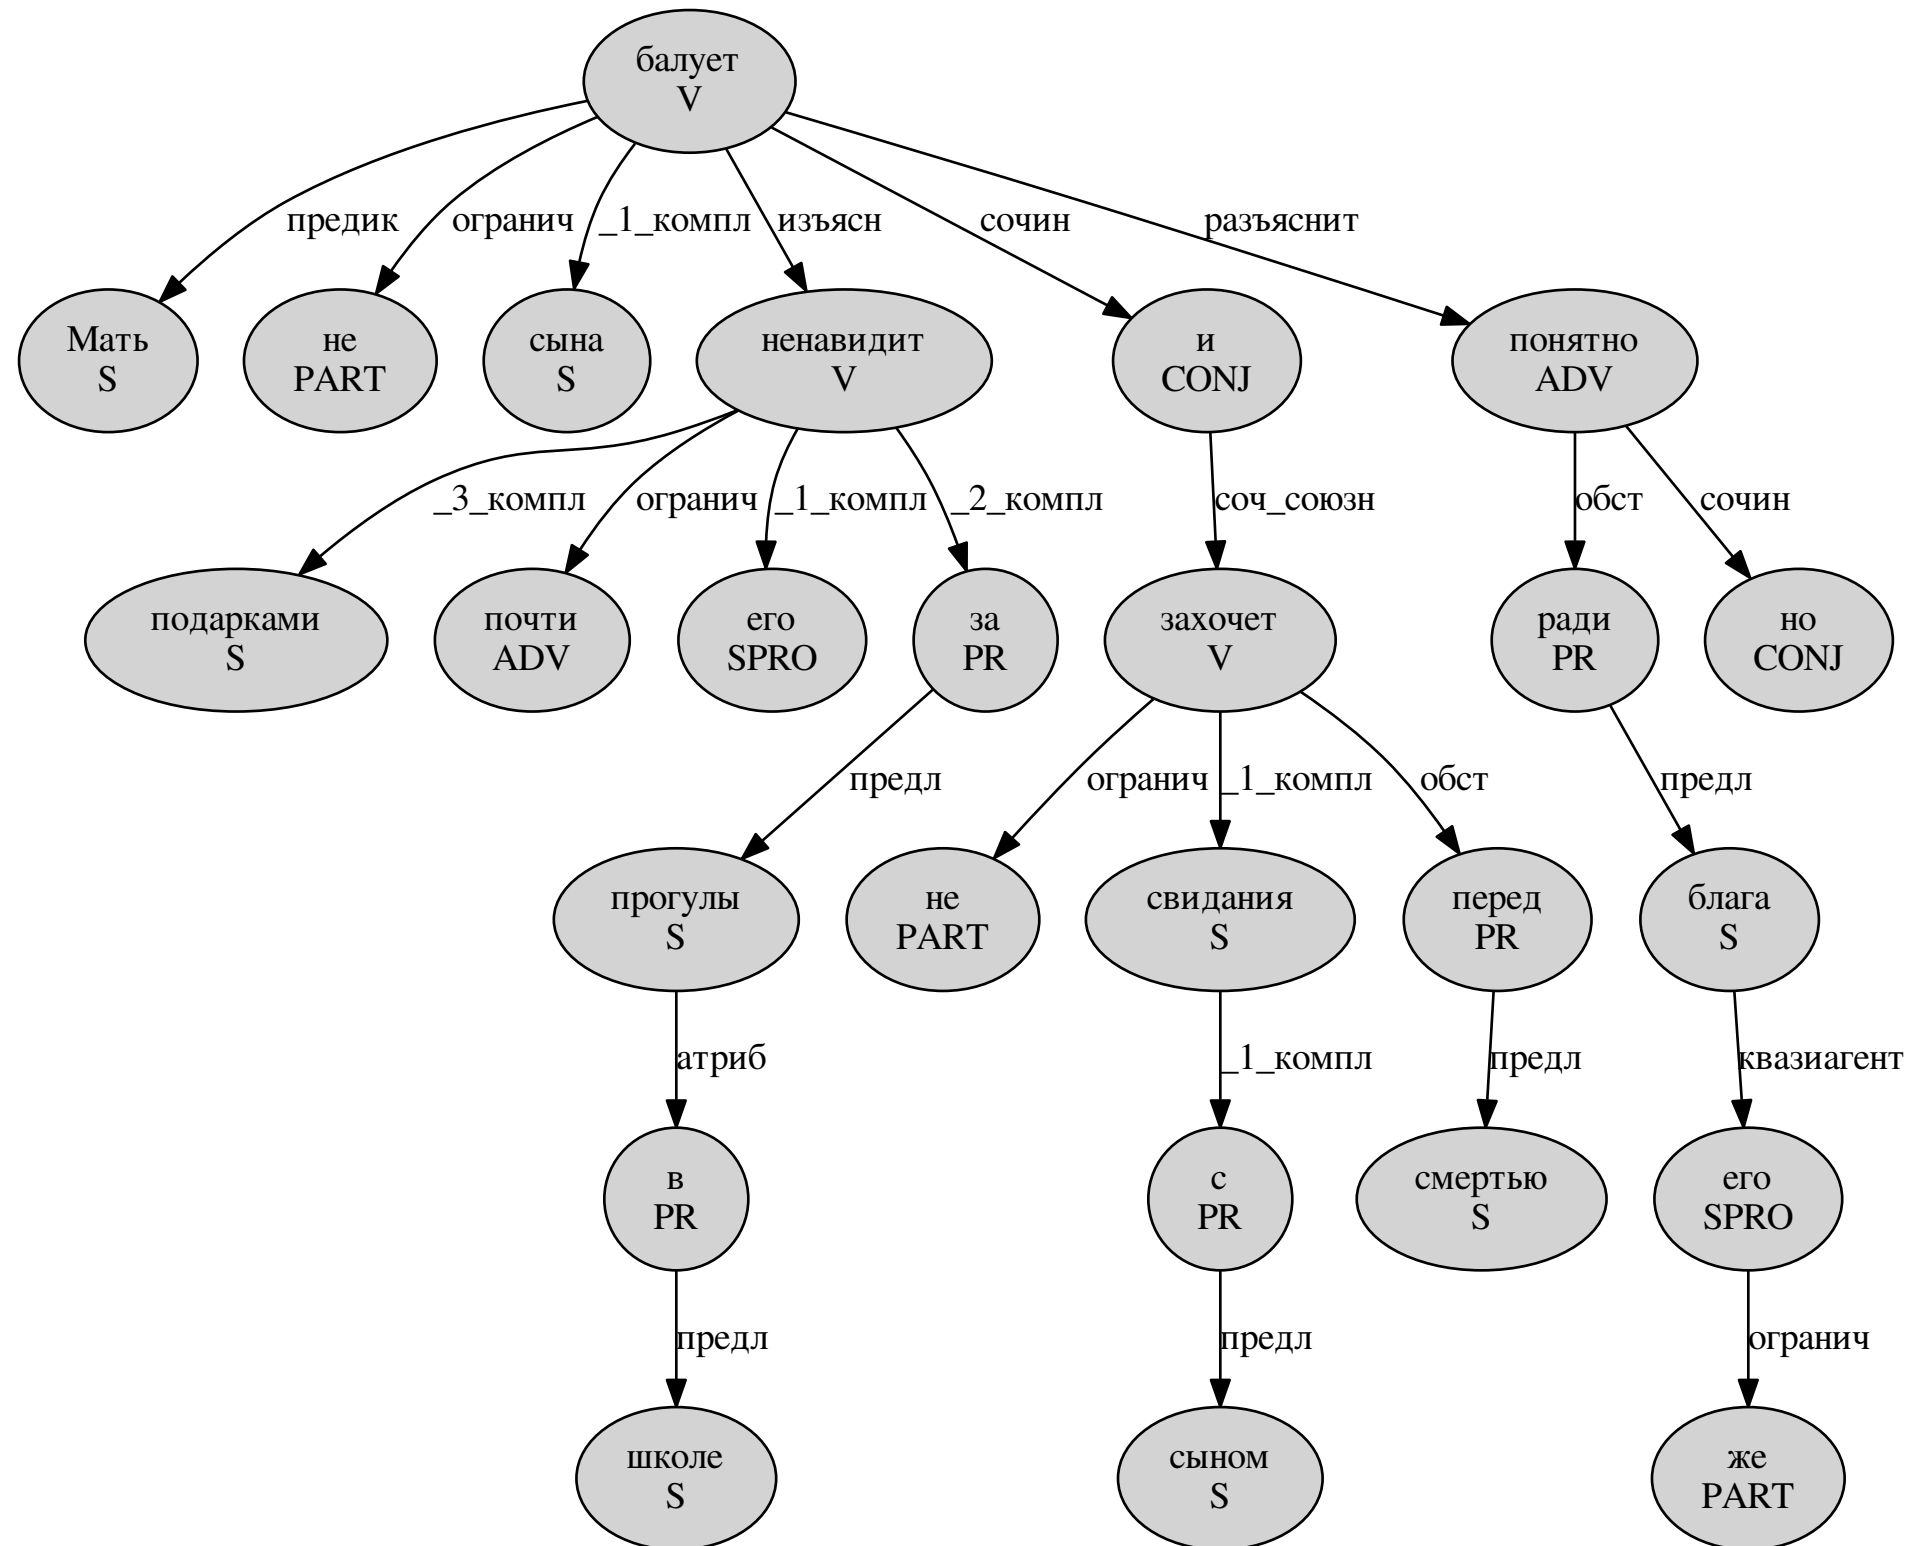 балует
V
предик
огранич
_1_компл
изъясн
сочин
разъяснит
Мать
S
не
PART
сына
S
ненавидит
V
и
CONJ
понятно
ADV
_3_компл
огранич
_1_компл
_2_компл
соч_союзн
обст
сочин
подарками
S
почти
ADV
его
SPRO
за
PR
захочет
V
ради
PR
но
CONJ
предл
огранич
_1_компл
обст
предл
прогулы
S
не
PART
свидания
S
перед
PR
блага
S
атриб
_1_компл
предл
квазиагент
в
PR
с
PR
смертью
S
его
SPRO
предл
предл
огранич
школе
S
сыном
S
же
PART